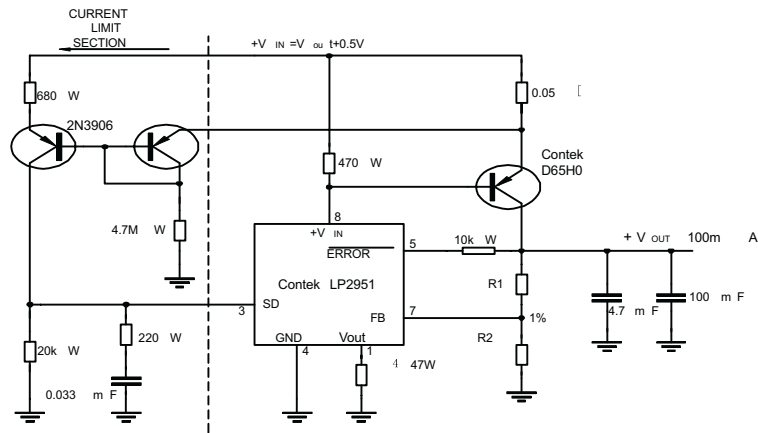 CURRENT
LIMIT
SECTION
+V IN =V ou t+0.5V
680 W
0.05 [
2N3906
470 W
Contek
D65H0
4.7M W
8
+V IN
ERROR
5
10k W
+ V OUT 100m A
Contek LP2951
R1
3
SD
FB
7
1%
4.7 m F
100 m F
20k W
220 W
GND
Vout
R2
4
1
4 47W
0.033 m F